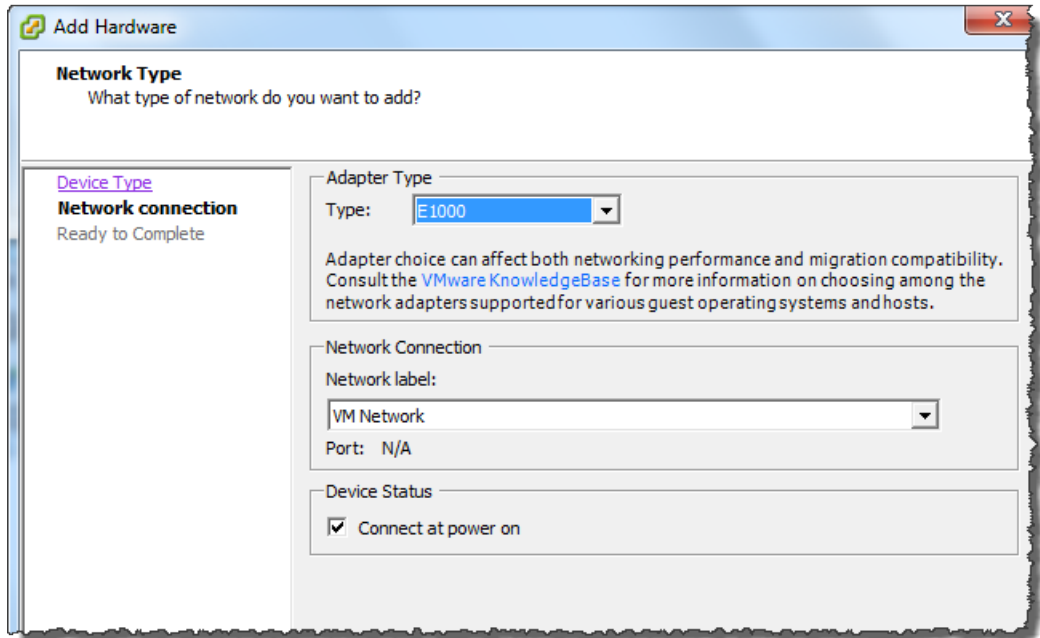 Add Hardware
Network Type
What type of network do you want to add?
Device Type
Network connection
Ready to Complete
Adapter Type
Type: E1000
Adapter choice can affect both networking performance and migration compatibility.
Consult the VMware KnowledgeBase for more information on choosing among the
network adapters supported for various guest operating systems and hosts.
Network Connection
Network label:
VM Network
Port: N/A
Device Status
Connect at power on